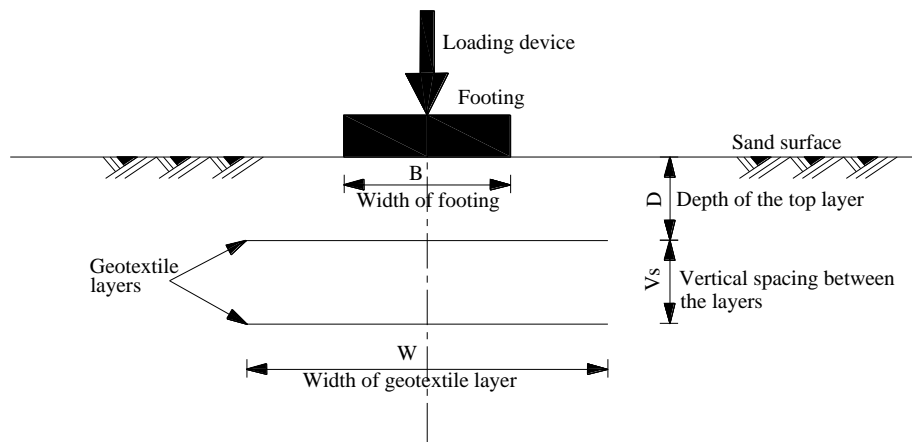 Loading device
Footing
Sand surface
B
Width of footing
D
Depth of the top layer
Geotextile
layers
Vs
Vertical spacing between
the layers
W
Width of geotextile layer